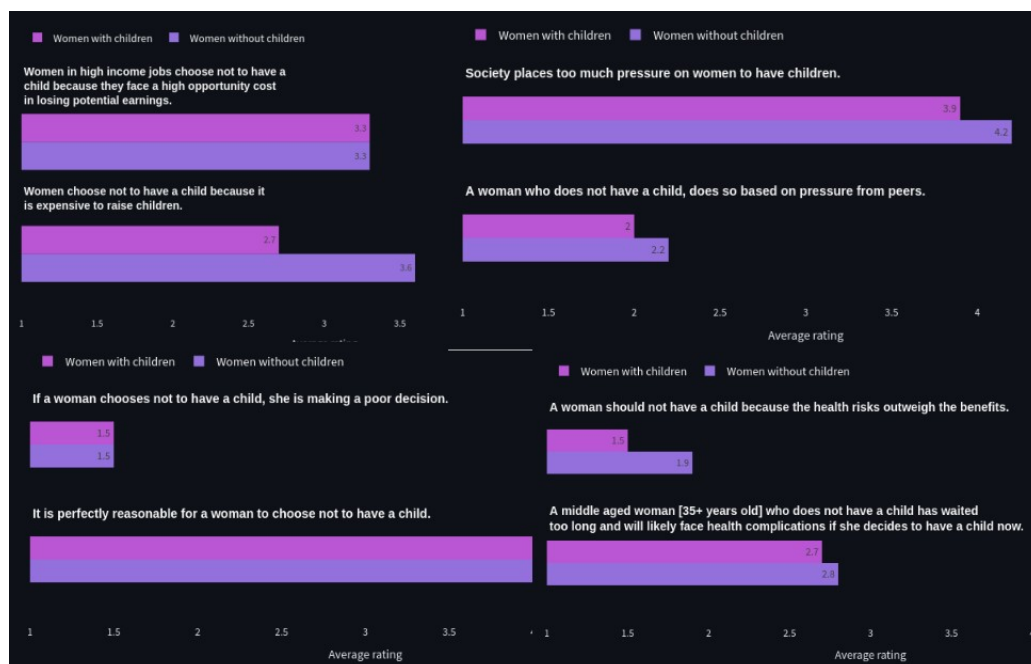 Women with children Women without children
Women in high income jobs choose not to have a
child because they face a high opportunity cost
in losing potential earnings.
3.3
3.3
Women choose not to have a child because it
is expensive to raise children.
2.7
3.6
1 1.5 2 2.5 3 3.5
Women with children Women without children
Society places too much pressure on women to have children.
3.9
4.2
A woman who does not have a child, does so based on pressure from peers.
2
2.2
1 1.5 2 2.5 3 3.5 4
Average rating
Women with children Women without children
If a woman chooses not to have a child, she is making a poor decision.
1.5
1.5
It is perfectly reasonable for a woman to choose not to have a child.
1 1.5 2 2.5 3 3.5
Average rating
Women with children Women without children
A woman should not have a child because the health risks outweigh the benefits.
1.5
1.9
A middle aged woman [35+ years old] who does not have a child has waited
too long and will likely face health complications if she decides to have a child now.
2.7
2.8
1 1.5 2 2.5 3 3.5
Average rating